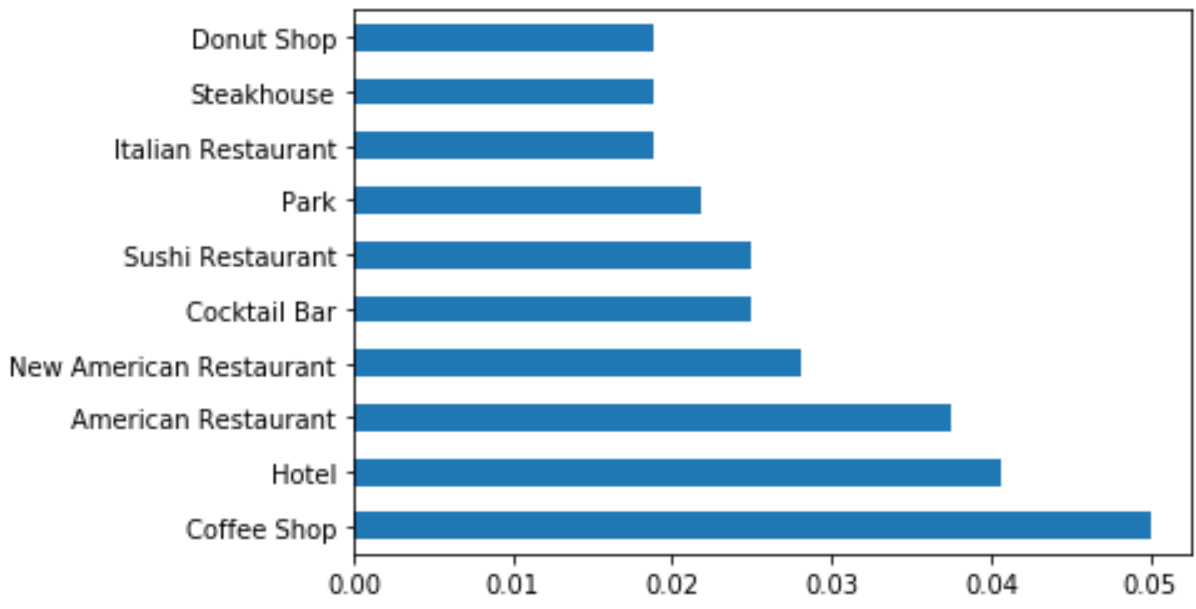 Donut Shop
Steakhouse
Italian Restaurant
Park
Sushi Restaurant
Cocktail Bar
New American Restaurant
American Restaurant
Hotel
Coffee Shop
0.00 0.01 0.02 0.03 0.04 0.05